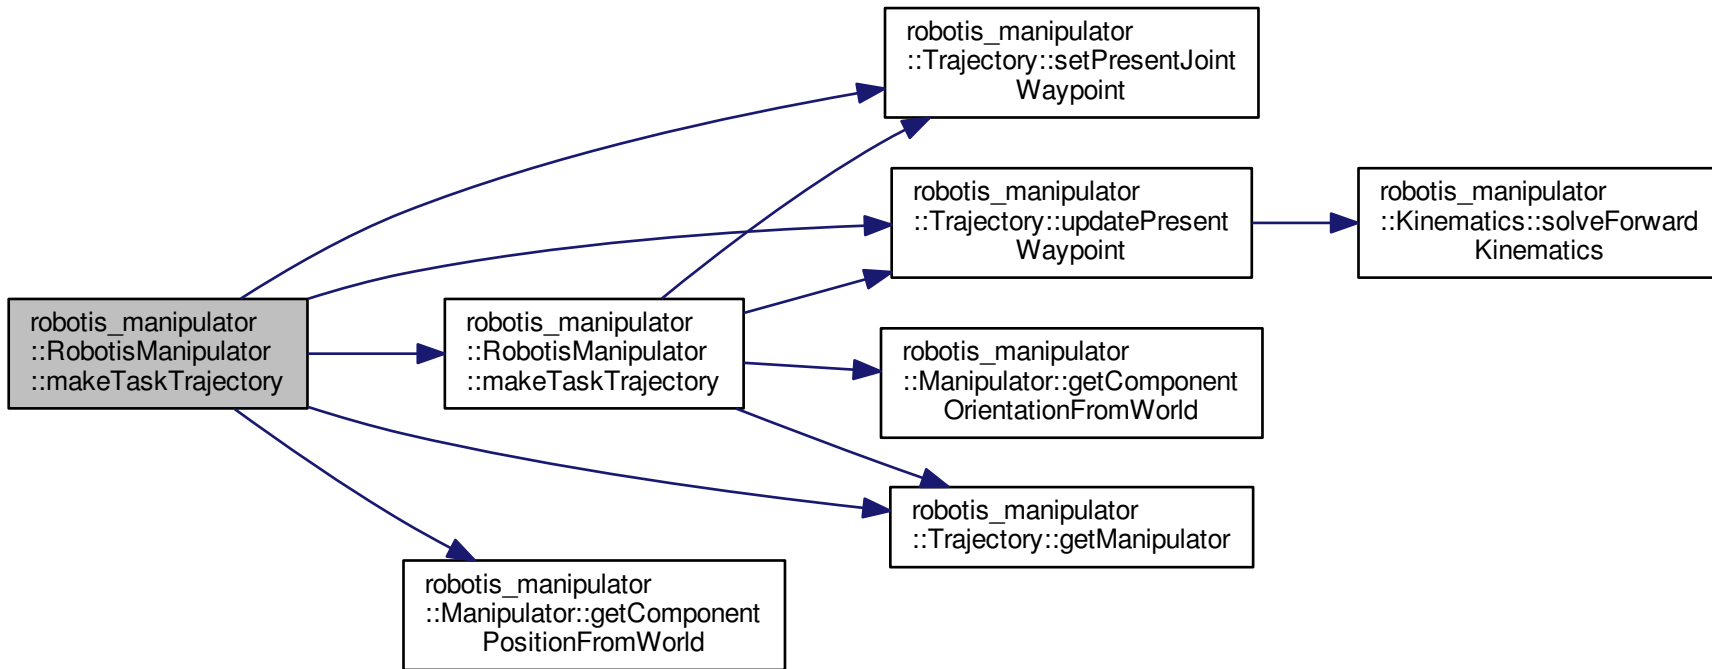 robotis_manipulator
::Trajectory::setPresentJoint
Waypoint
robotis_manipulator
::Trajectory::updatePresent
Waypoint
robotis_manipulator
::Kinematics::solveForward
Kinematics
robotis_manipulator
::RobotisManipulator
::makeTaskTrajectory
robotis_manipulator
::RobotisManipulator
::makeTaskTrajectory
robotis_manipulator
::Manipulator::getComponent
OrientationFromWorld
robotis_manipulator
::Trajectory::getManipulator
robotis_manipulator
::Manipulator::getComponent
PositionFromWorld